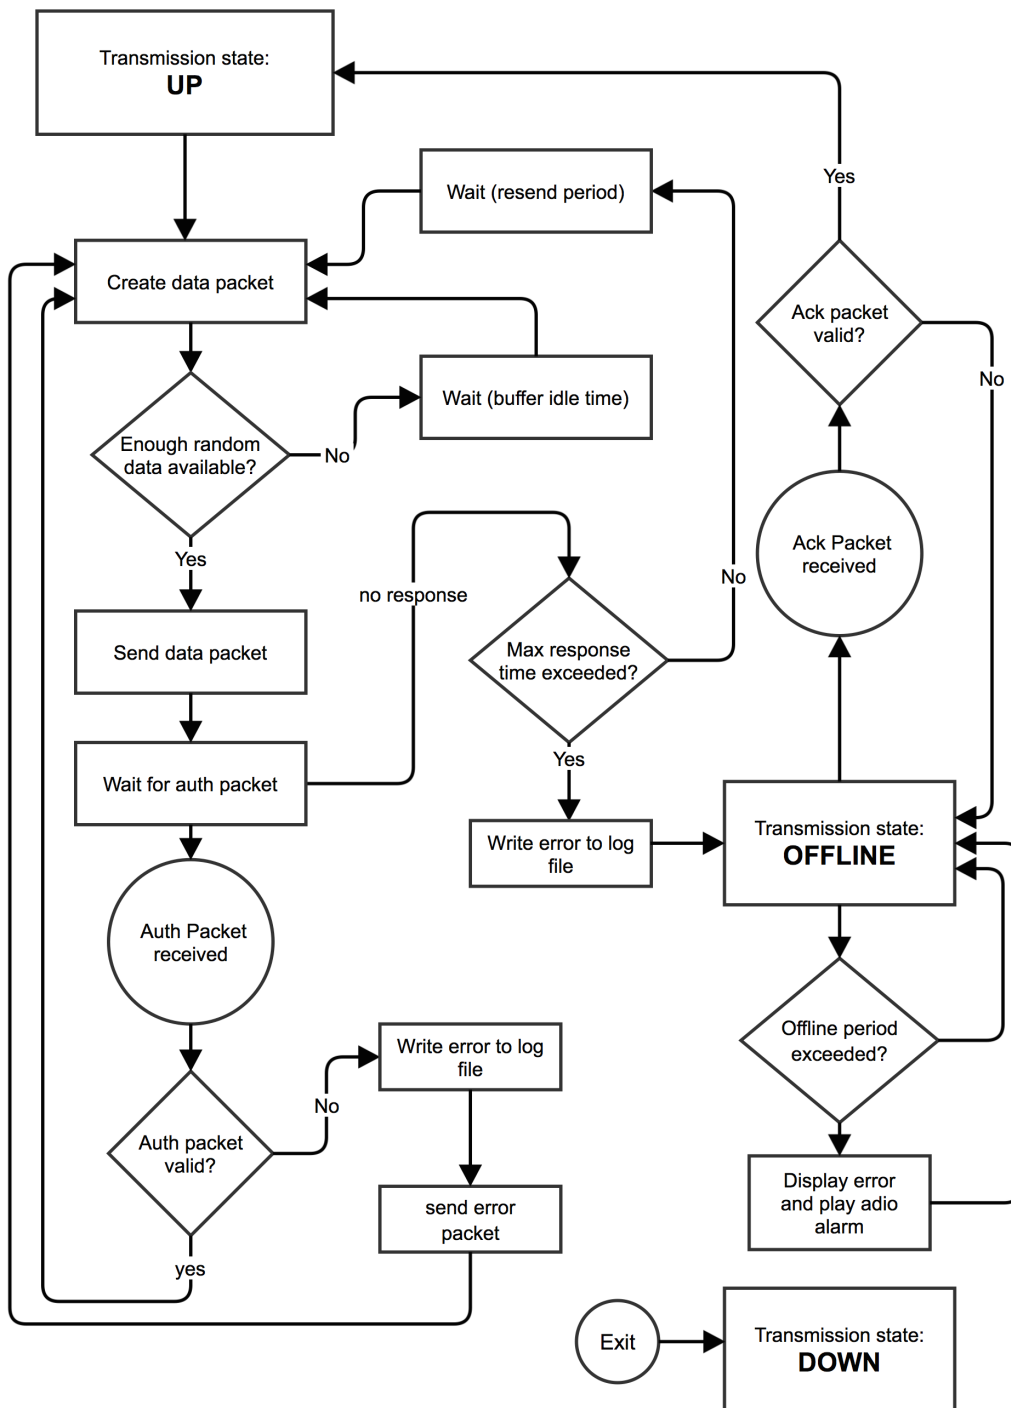 Transmission state:
UP
Wait (resend period)
Yes
Create data packet
Ack packet
valid?
No
Wait (buffer idle time)
Enough random
data available?
No
Yes
no response
Ack Packet
received
No
Send data packet
Max response
time exceeded?
Yes
Wait for auth packet
Write error to log
file
Transmission state:
OFFLINE
Auth Packet
received
Offline period
exceeded?
Write error to log
file
No
Auth packet
valid?
Display error
and play adio
alarm
send error
packet
yes
Exit
Transmission state:
DOWN